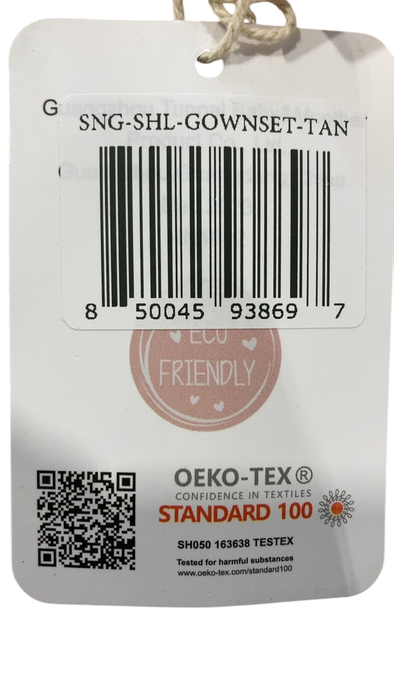 SNG-SHL-GOWNSET-TAN
8 50045 93869 7
ECO
FRIENDLY
OEKO-TEX®
CONFIDENCE IN TEXTILES
STANDARD 100
SH050 163638 TESTEX
Tested for harmful substances
www.oeko-tex.com/standard100